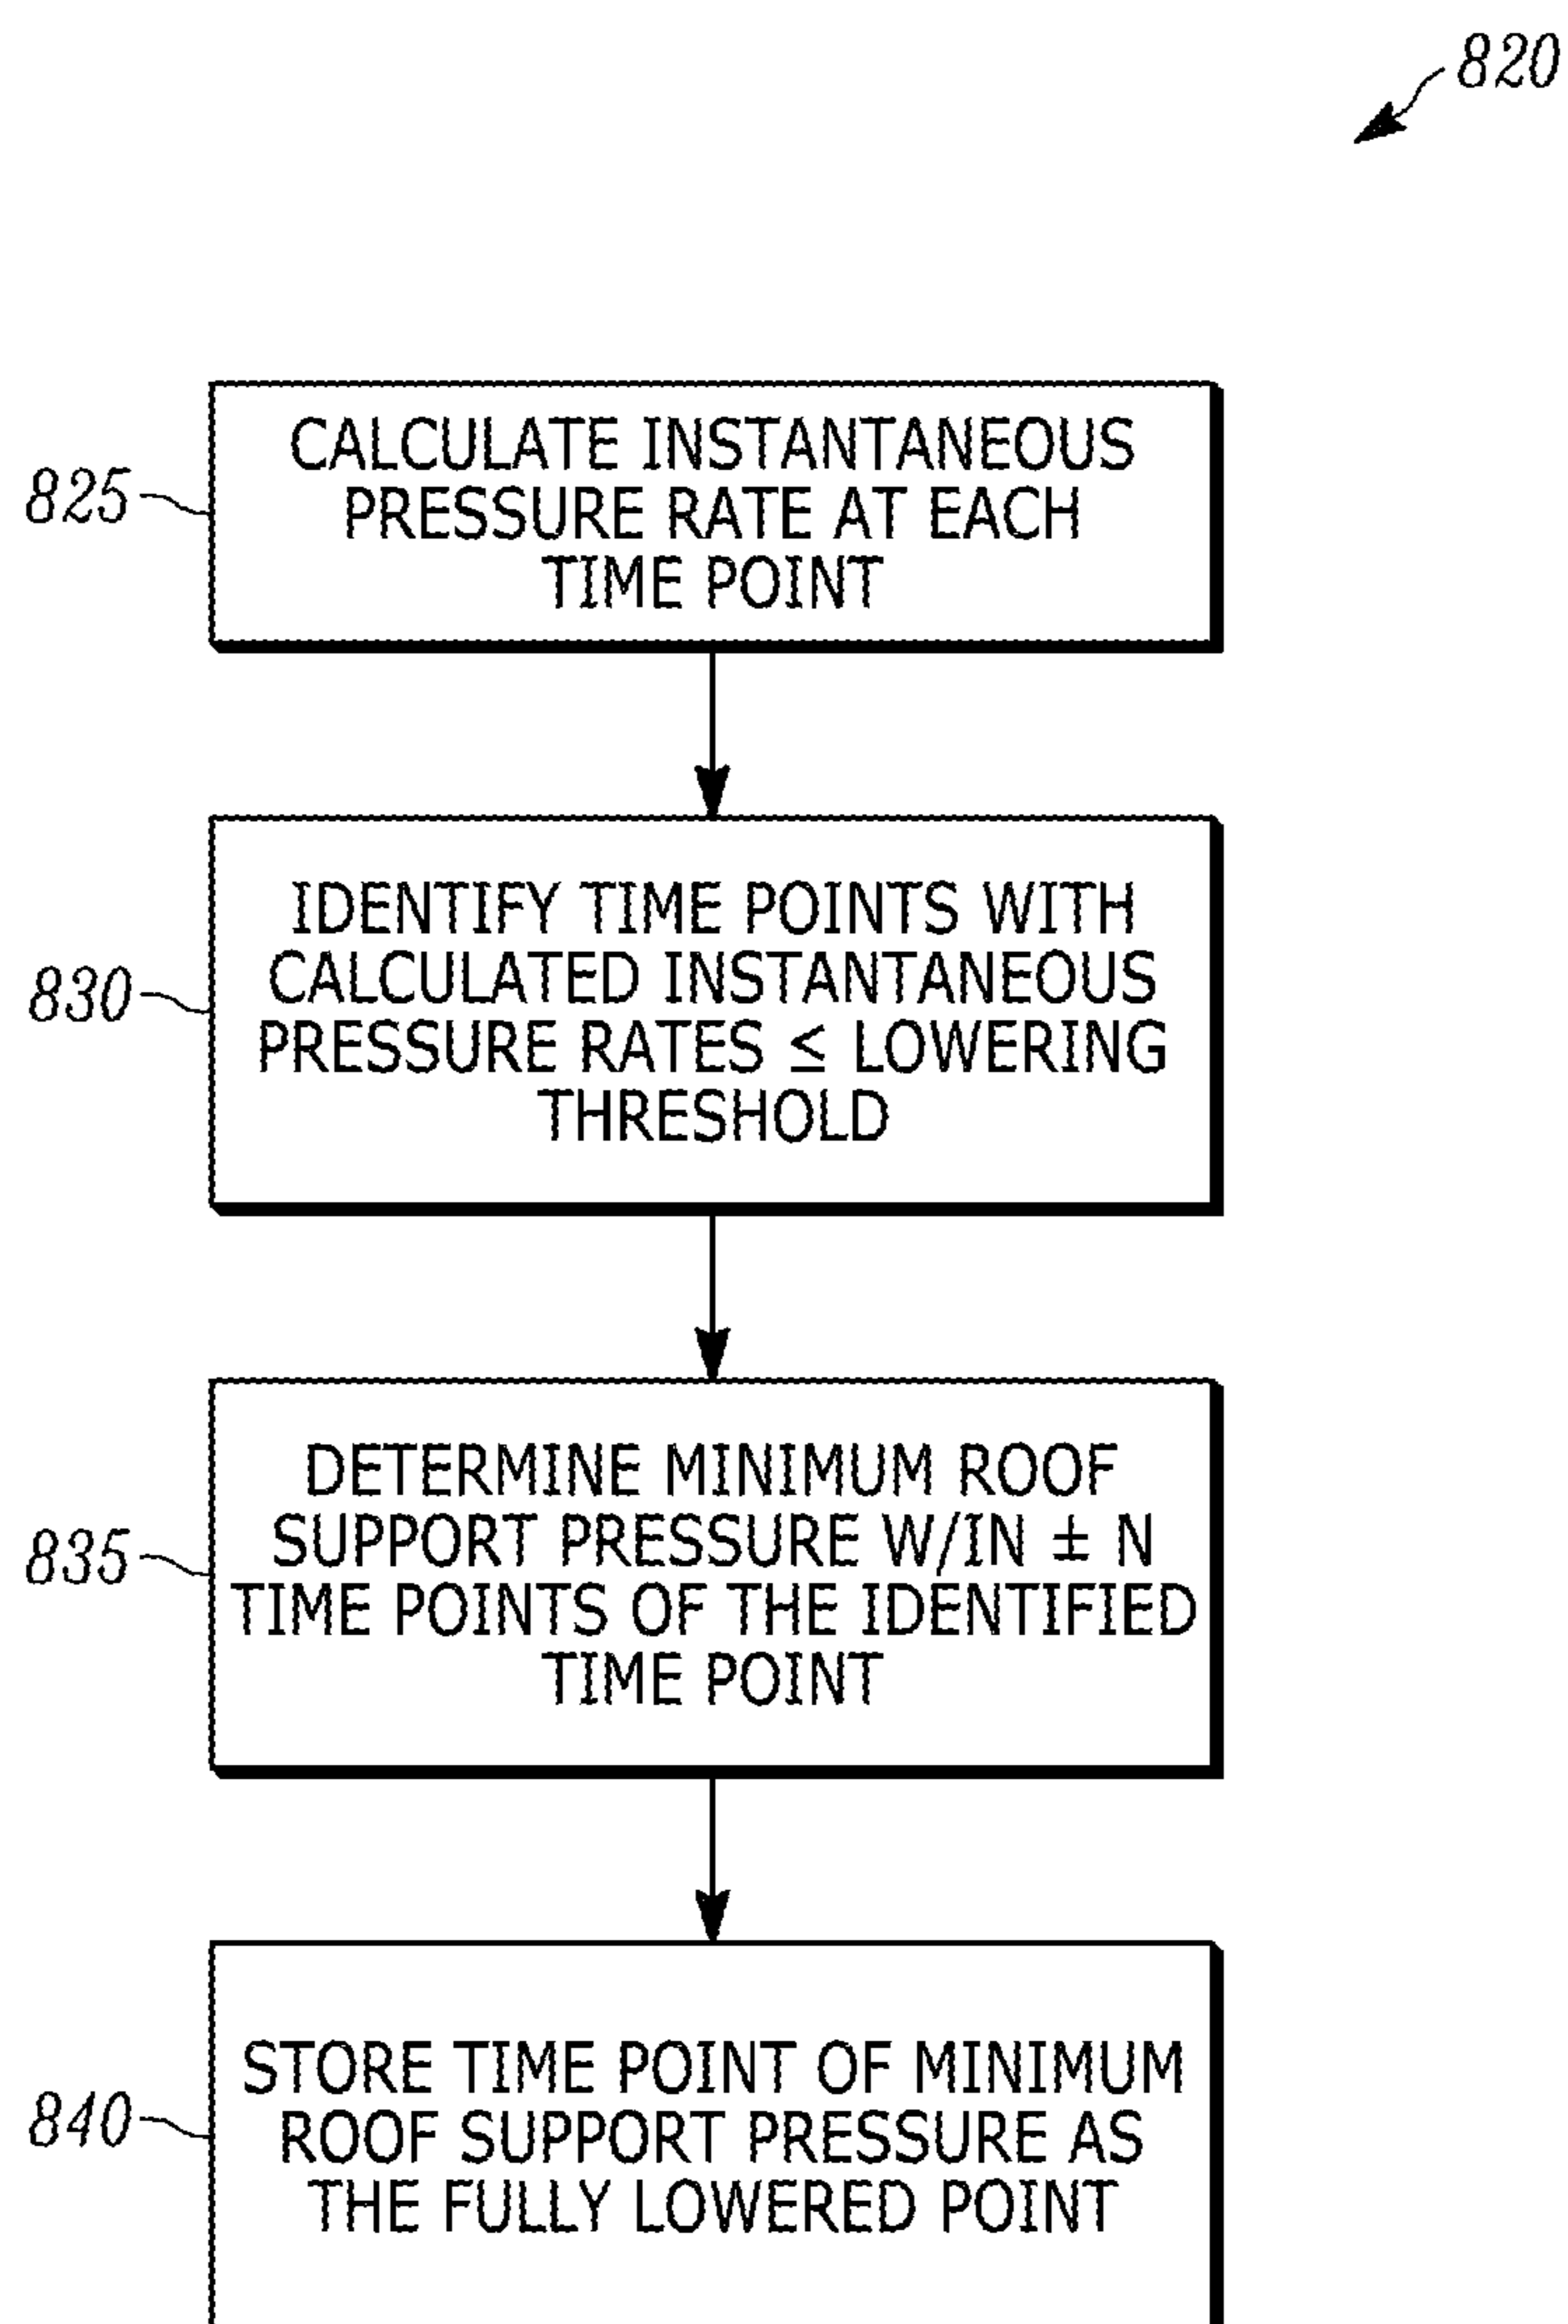 820
825
CALCULATE INSTANTANEOUS
PRESSURE RATE AT EACH
TIME POINT
830
IDENTIFY TIME POINTS WITH
CALCULATED INSTANTANEOUS
PRESSURE RATES ≤ LOWERING
THRESHOLD
835
DETERMINE MINIMUM ROOF
SUPPORT PRESSURE W/IN ± N
TIME POINTS OF THE IDENTIFIED
TIME POINT
840
STORE TIME POINT OF MINIMUM
ROOF SUPPORT PRESSURE AS
THE FULLY LOWERED POINT